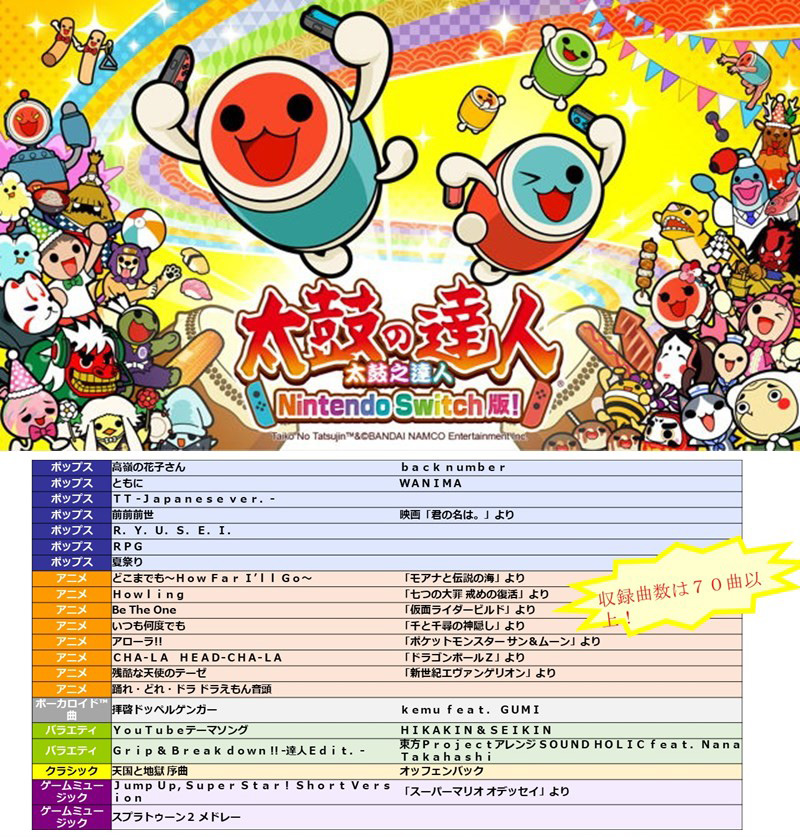 太鼓の達人
太鼓之達人
Nintendo Switch版!
Taiko No Tatsujin™&©BANDAI NAMCO Entertainment Inc.
ポップス 高嶺の花子さん back number
ポップス ともに WANIMA
ポップス TT-Japanese ver.-
ポップス 前前前世 映画「君の名は。」より
ポップス R.Y.U.S.E.I.
ポップス RPG
ポップス 夏祭り
アニメ どこまでも~How Far I'll Go~ 「モアナと伝説の海」より
アニメ Howling 「七つの大罪 戒めの復活」より
アニメ Be The One 「仮面ライダービルド」より
アニメ いつも何度でも 「千と千尋の神隠し」より
アニメ アローラ!! 「ポケットモンスター サン&ムーン」より
アニメ CHA-LA HEAD-CHA-LA 「ドラゴンボールZ」より
アニメ 残酷な天使のテーゼ 「新世紀エヴァンゲリオン」より
アニメ 踊れ・どれ・ドラ ドラえもん音頭
収録曲数は70曲以
上!
ボーカロイド™
曲 拝啓ドッペルゲンガー kemu feat. GUMI
バラエティ YouTubeテーマソング HIKAKIN&SEIKIN
バラエティ Grip & Break down !! -達人Edit.- 東方Projectアレンジ SOUND HOLIC feat. Nana
Takahashi
クラシック 天国と地獄 序曲 オッフェンバック
ゲームミュー
ジック Jump Up, Super Star! Short Vers
ion 「スーパーマリオ オデッセイ」より
ゲームミュー
ジック スプラトゥーン2 メドレー